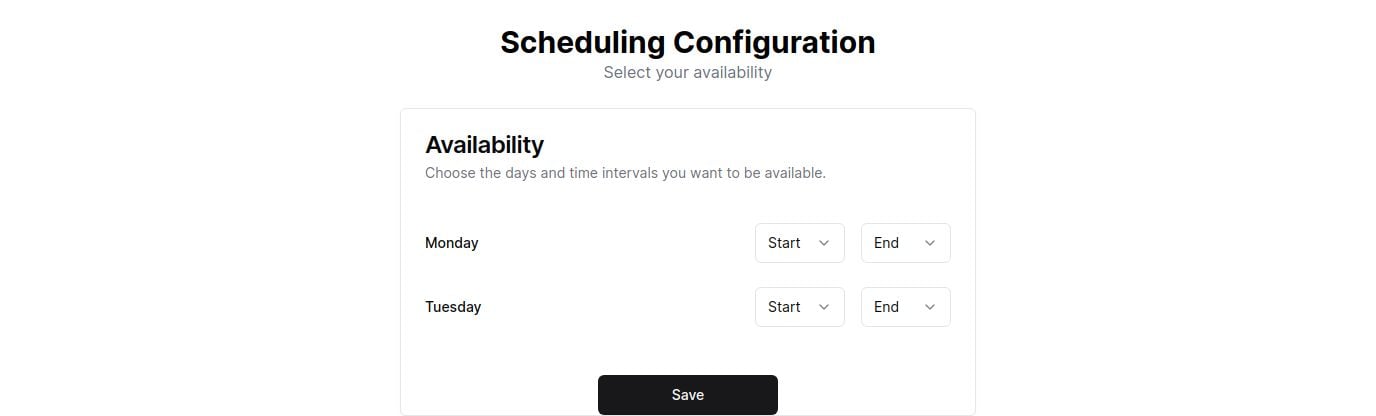 Scheduling Configuration
Select your availability
Availability
Choose the days and time intervals you want to be available.
Monday Start End
Tuesday Start End
Save